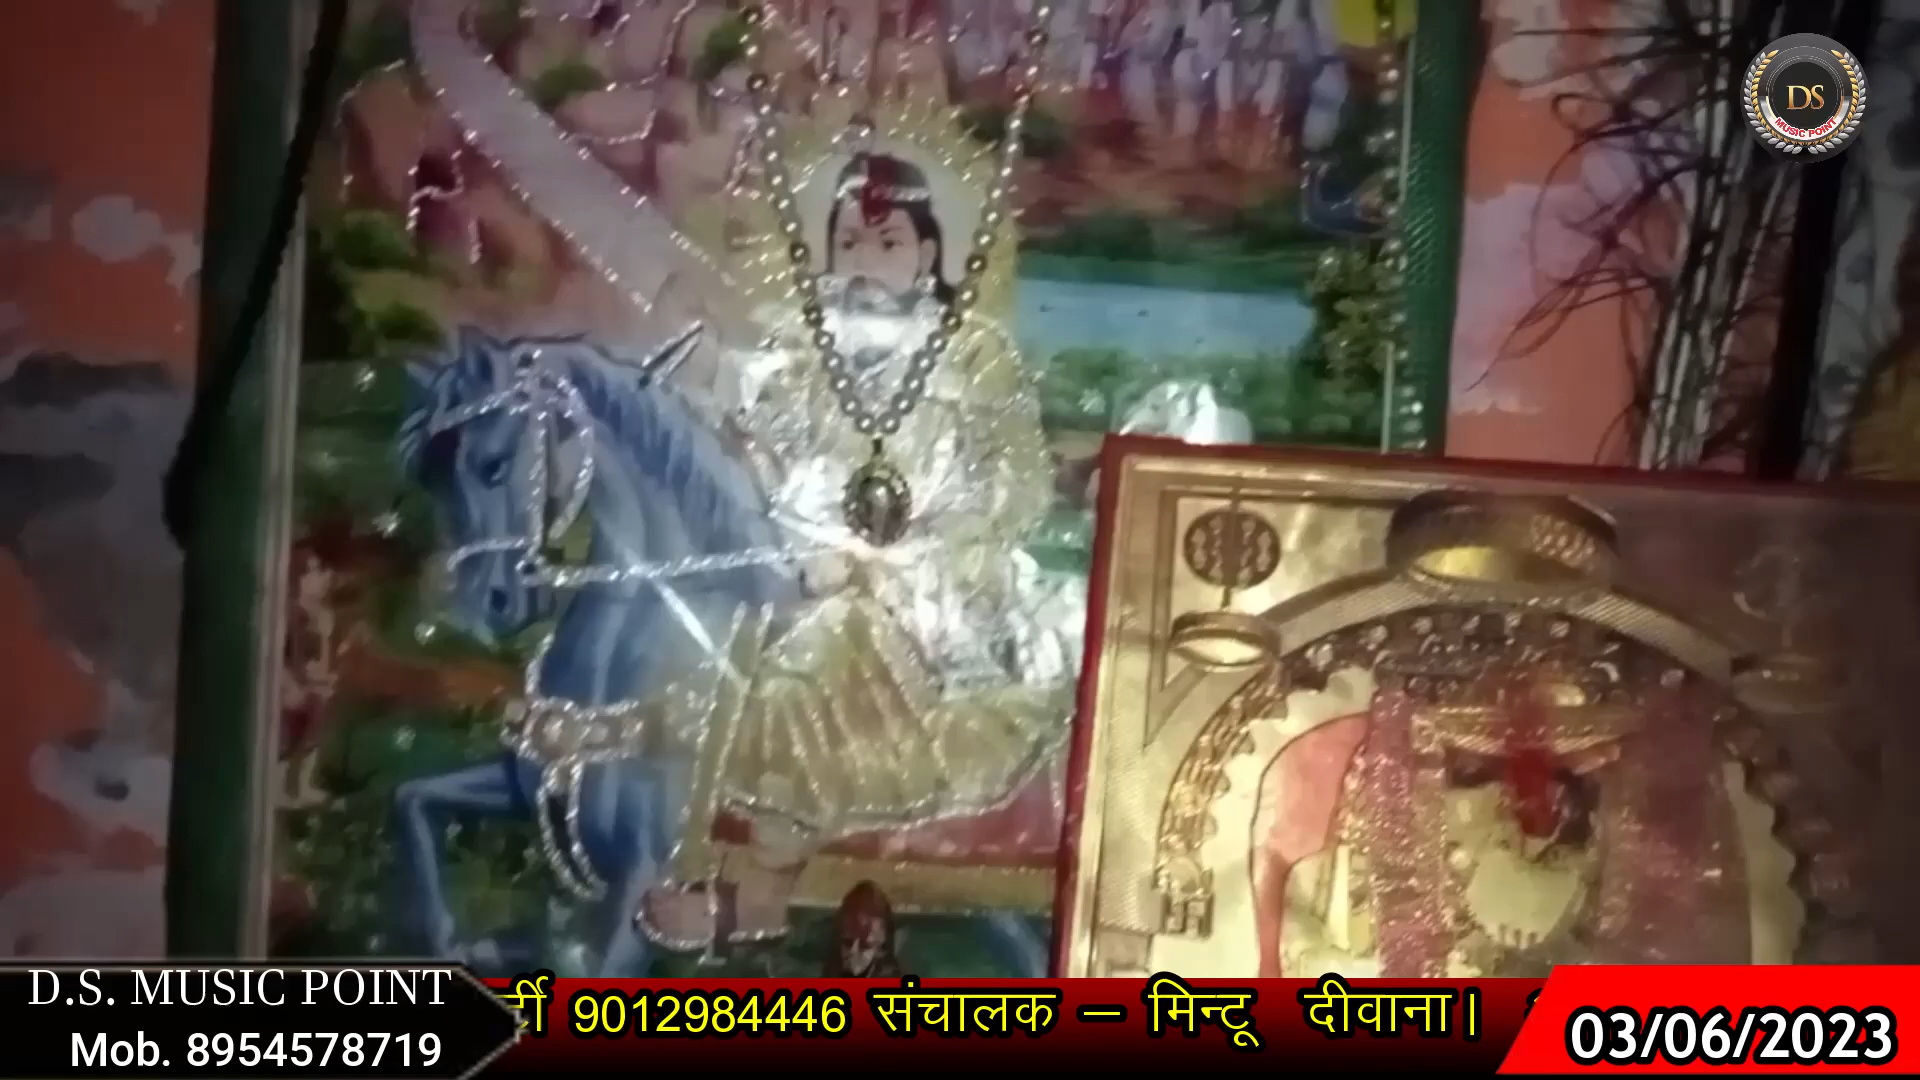 DS
MUSIC POINT
D.S. MUSIC POINT
Mob. 8954578719
र्टी 9012984446 संचालक – मिन्टू दीवाना|
03/06/2023